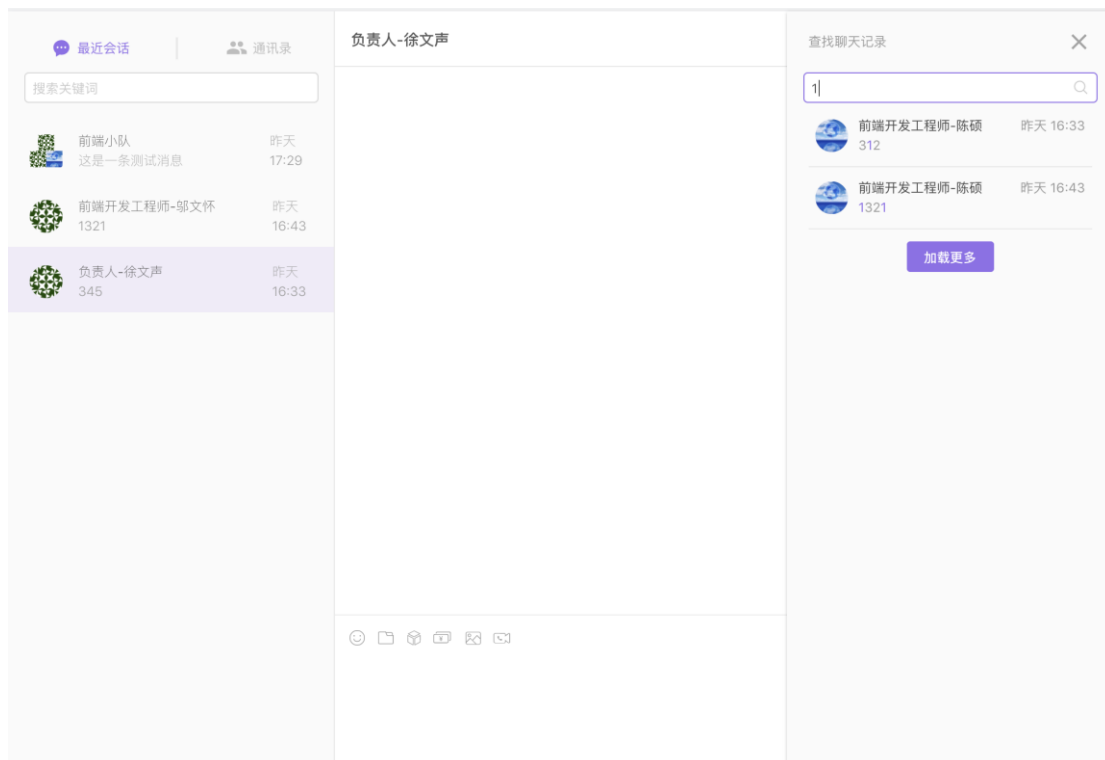 最近会话
通讯录
搜索关键词
前端小队 昨天
这是一条测试消息 17:29
前端开发工程师-邬文怀 昨天
1321 16:43
负责人-徐文声 昨天
345 16:33
负责人-徐文声
查找聊天记录
1
前端开发工程师-陈硕 昨天 16:33
312
前端开发工程师-陈硕 昨天 16:43
1321
加载更多